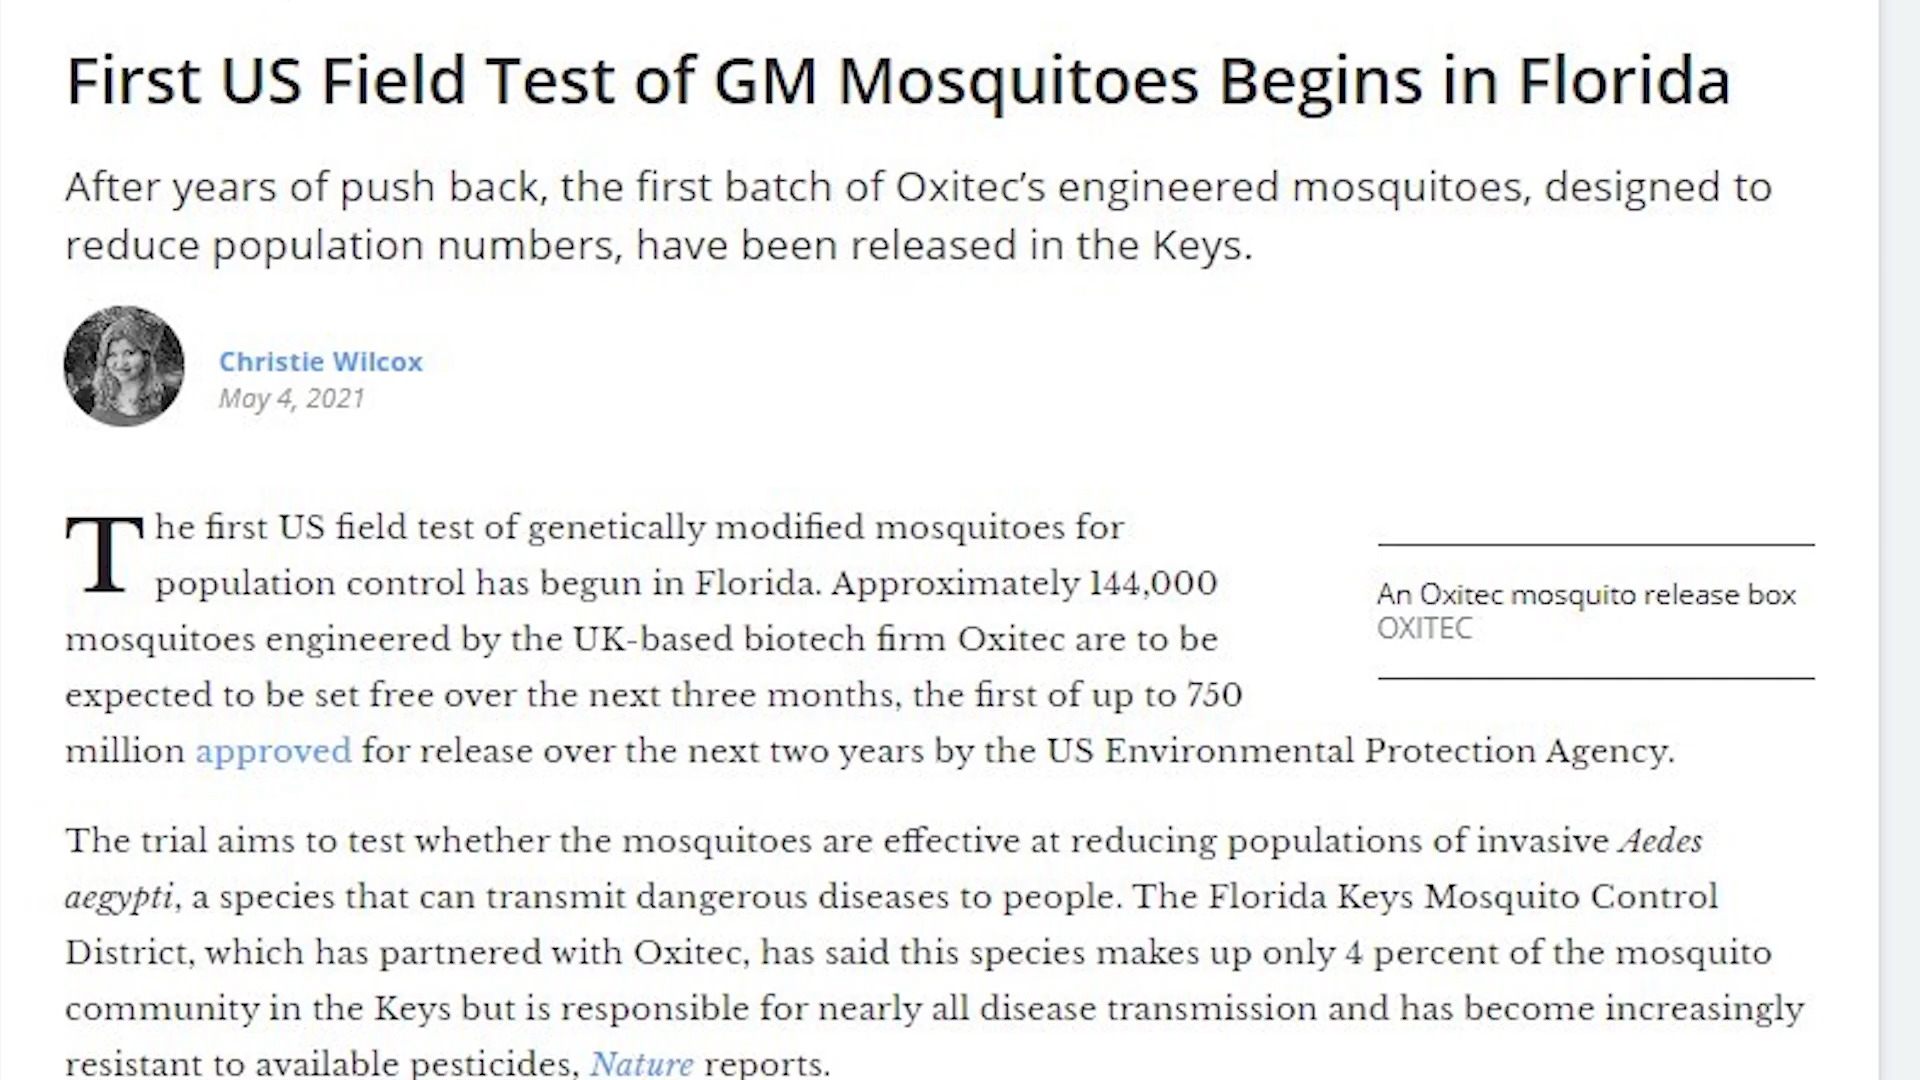 First US Field Test of GM Mosquitoes Begins in Florida
After years of push back, the first batch of Oxitec’s engineered mosquitoes, designed to
reduce population numbers, have been released in the Keys.
Christie Wilcox
May 4, 2021
The first US field test of genetically modified mosquitoes for
population control has begun in Florida. Approximately 144,000
mosquitoes engineered by the UK-based biotech firm Oxitec are to be
expected to be set free over the next three months, the first of up to 750
million approved for release over the next two years by the US Environmental Protection Agency.
An Oxitec mosquito release box
OXITEC
The trial aims to test whether the mosquitoes are effective at reducing populations of invasive Aedes
aegypti, a species that can transmit dangerous diseases to people. The Florida Keys Mosquito Control
District, which has partnered with Oxitec, has said this species makes up only 4 percent of the mosquito
community in the Keys but is responsible for nearly all disease transmission and has become increasingly
resistant to available pesticides, Nature reports.